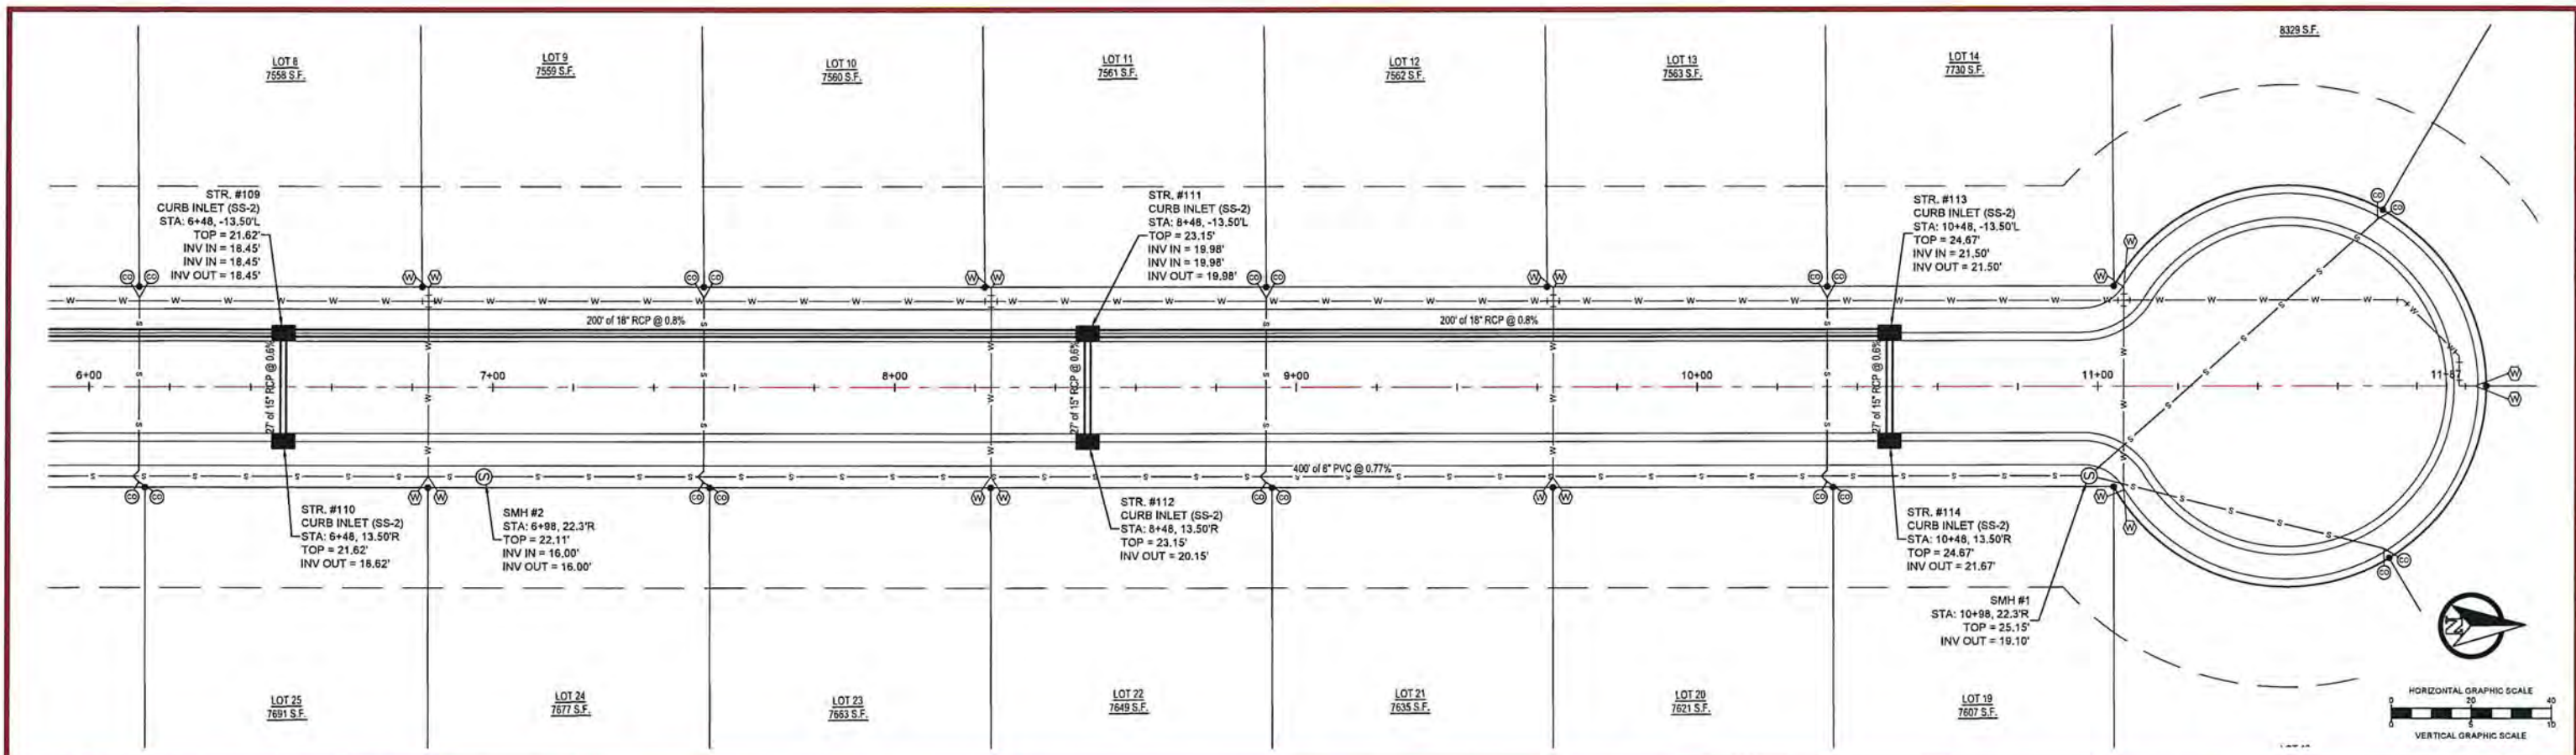 LOT 8
7558 S.F.
LOT 9
7559 S.F.
LOT 10
7560 S.F.
LOT 11
7561 S.F.
LOT 12
7562 S.F.
LOT 13
7563 S.F.
LOT 14
7730 S.F.
8329 S.F.
STR. #109
CURB INLET (SS-2)
STA: 6+48, -13.50'L
TOP = 21.62'
INV IN = 18.45'
INV IN = 18.45'
INV OUT = 18.45'
STR. #111
CURB INLET (SS-2)
STA: 8+48, -13.50'L
TOP = 23.15'
INV IN = 19.98'
INV IN = 19.98'
INV OUT = 19.98'
STR. #113
CURB INLET (SS-2)
STA: 10+48, -13.50'L
TOP = 24.67'
INV IN = 21.50'
INV OUT = 21.50'
200' of 18" RCP @ 0.8%
200' of 18" RCP @ 0.8%
27' of 15" RCP @ 0.6%
27' of 15" RCP @ 0.6%
27' of 15" RCP @ 0.6%
6+00
7+00
8+00
9+00
10+00
11+00
11+87
400' of 8" PVC @ 0.77%
STR. #110
CURB INLET (SS-2)
STA: 6+48, 13.50'R
TOP = 21.62'
INV OUT = 18.62'
SMH #2
STA: 6+98, 22.3'R
TOP = 22.11'
INV IN = 16.00'
INV OUT = 16.00'
STR. #112
CURB INLET (SS-2)
STA: 8+48, 13.50'R
TOP = 23.15'
INV OUT = 20.15'
STR. #114
CURB INLET (SS-2)
STA: 10+48, 13.50'R
TOP = 24.67'
INV OUT = 21.67'
SMH #1
STA: 10+98, 22.3'R
TOP = 25.15'
INV OUT = 19.10'
LOT 25
7691 S.F.
LOT 24
7677 S.F.
LOT 23
7663 S.F.
LOT 22
7649 S.F.
LOT 21
7635 S.F.
LOT 20
7621 S.F.
LOT 19
7607 S.F.
N
HORIZONTAL GRAPHIC SCALE
0 20 40
0 5 10
VERTICAL GRAPHIC SCALE